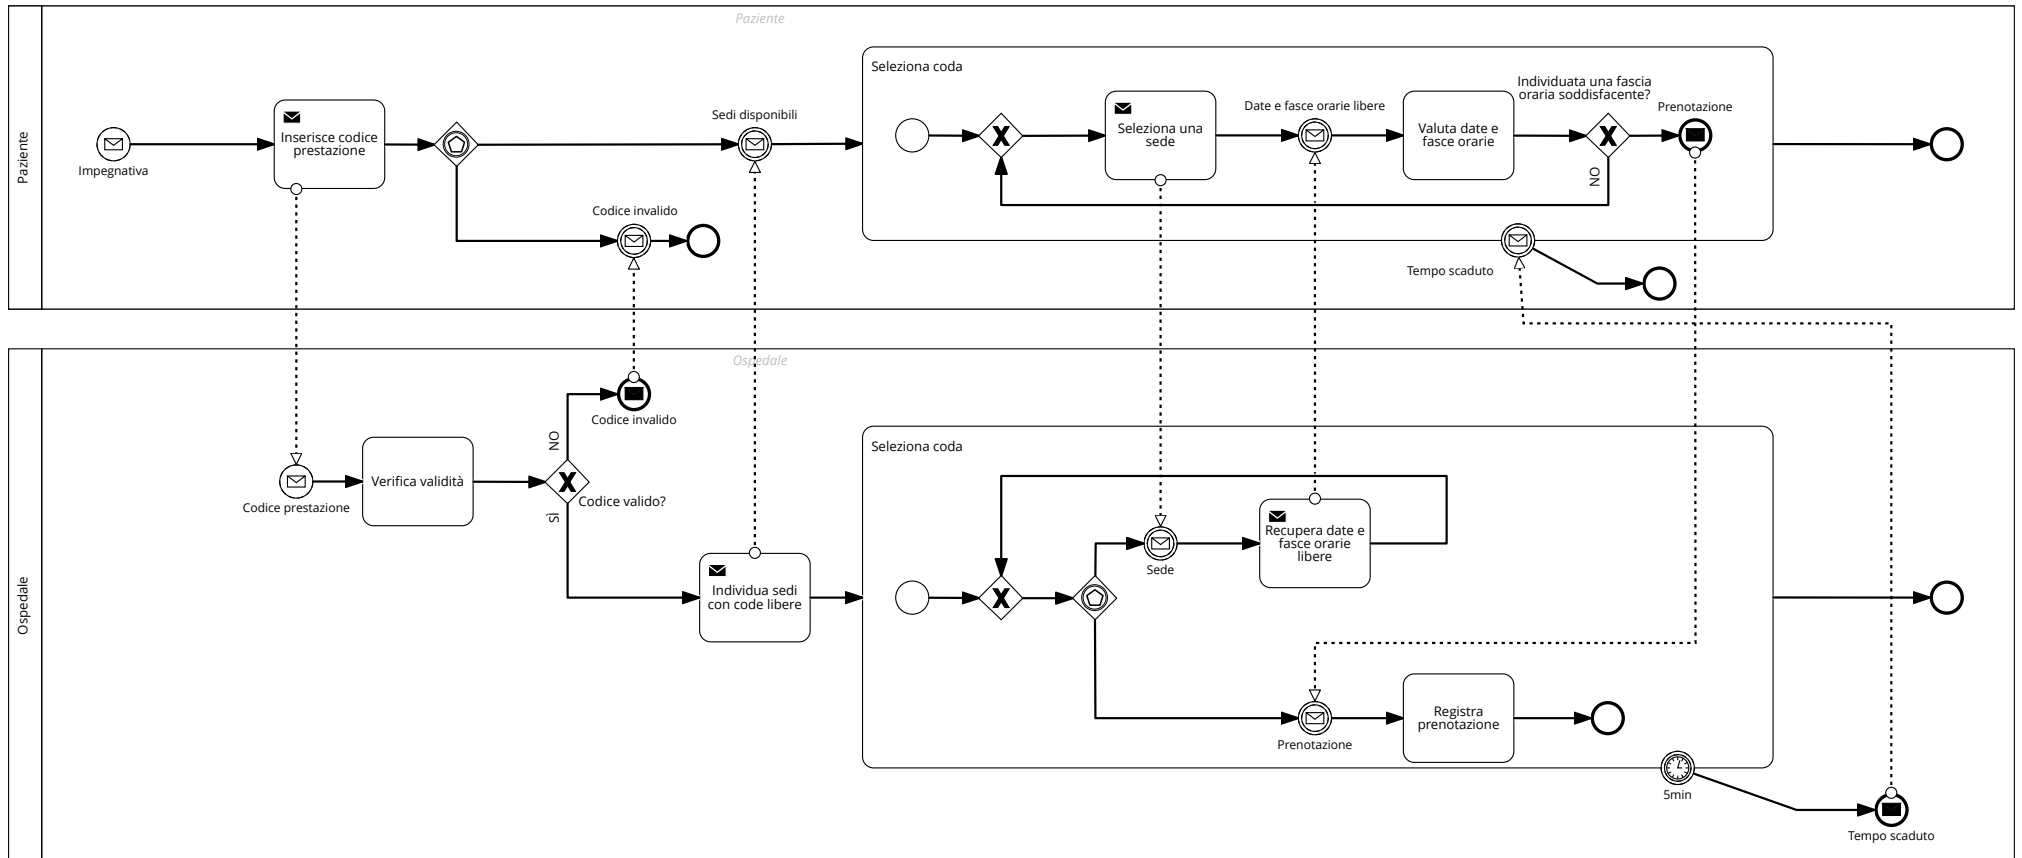 Paziente
Paziente
Impegnativa
Inserisce codice
prestazione
Sedi disponibili
Codice invalido
Seleziona coda
Seleziona una
sede
Date e fasce orarie libere
Valuta date e
fasce orarie
Individuata una fascia
oraria soddisfacente?
Prenotazione
NO
Tempo scaduto
Ospedale
Ospedale
Codice prestazione
Verifica validità
NO
Codice invalido
Codice valido?
SÌ
Individua sedi
con code libere
Seleziona coda
Sede
Recupera date e
fasce orarie
libere
Prenotazione
Registra
prenotazione
5min
Tempo scaduto